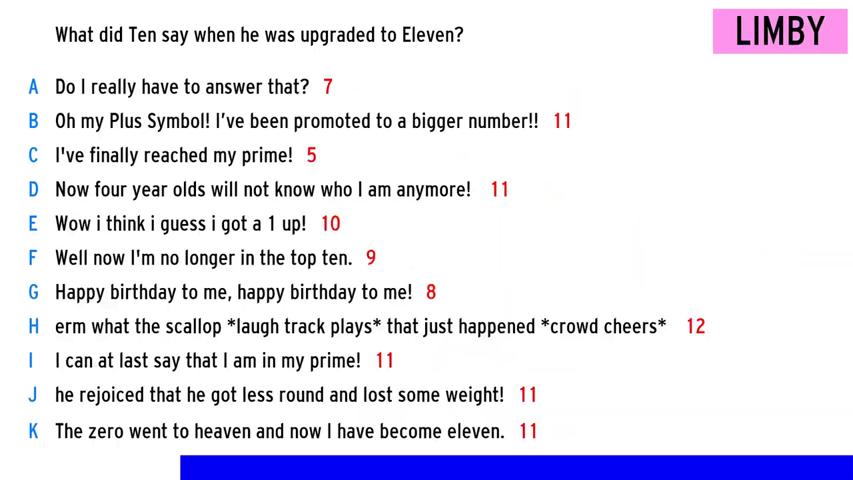 What did Ten say when he was upgraded to Eleven?
LIMBY
A Do I really have to answer that? 7
B Oh my Plus Symbol! I've been promoted to a bigger number!! 11
C I've finally reached my prime! 5
D Now four year olds will not know who I am anymore! 11
E Wow i think i guess i got a 1 up! 10
F Well now I'm no longer in the top ten. 9
G Happy birthday to me, happy birthday to me! 8
H erm what the scallop *laugh track plays* that just happened *crowd cheers* 12
I I can at last say that I am in my prime! 11
J he rejoiced that he got less round and lost some weight! 11
K The zero went to heaven and now I have become eleven. 11